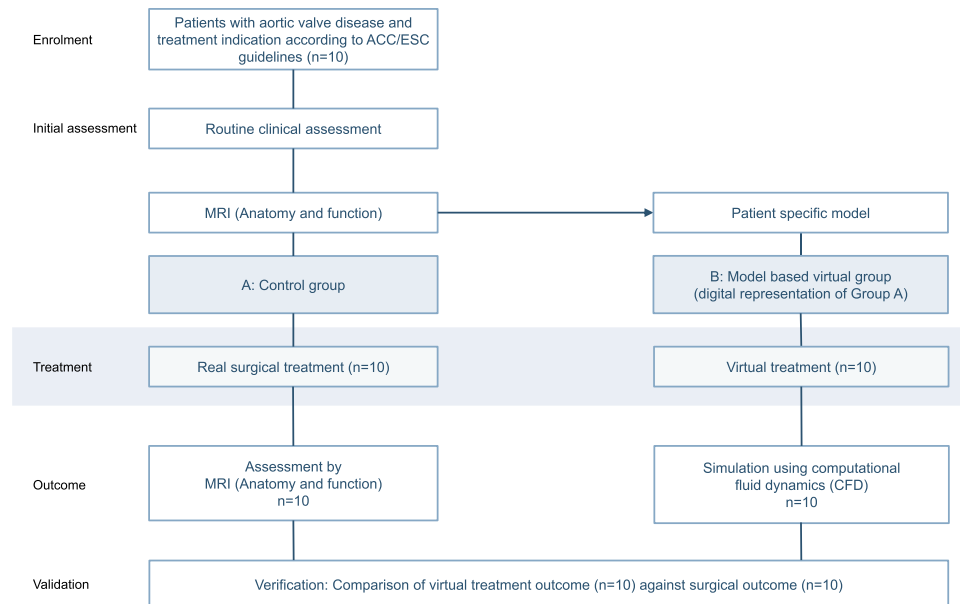 Enrolment
Patients with aortic valve disease and
treatment indication according to ACC/ESC
guidelines (n=10)
Initial assessment
Routine clinical assessment
MRI (Anatomy and function)
Patient specific model
A: Control group
B: Model based virtual group
(digital representation of Group A)
Treatment
Real surgical treatment (n=10)
Virtual treatment (n=10)
Outcome
Assessment by
MRI (Anatomy and function)
n=10
Simulation using computational
fluid dynamics (CFD)
n=10
Validation
Verification: Comparison of virtual treatment outcome (n=10) against surgical outcome (n=10)